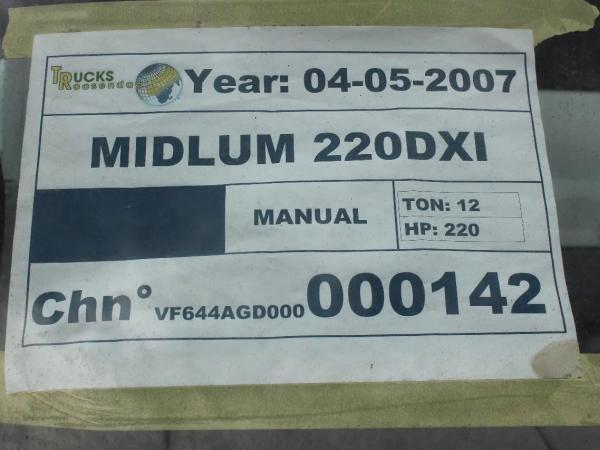 TRUCKS
Roosendaal
Year: 04-05-2007
MIDLUM 220DXI
MANUAL
TON: 12
HP: 220
Chn° VF644AGD000000142